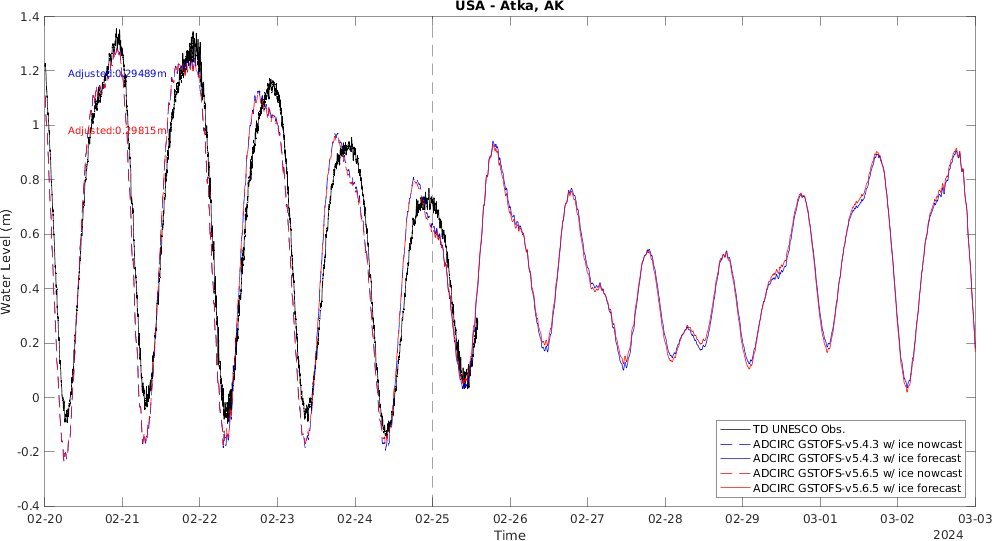 USA - Atka, AK
1.4
1.2
1
0.8
0.6
0.4
0.2
0
-0.2
-0.4
Water Level (m)
Adjusted:0.29489m
Adjusted:0.29815m
TD UNESCO Obs.
ADCIRC GSTOFS-v5.4.3 w/ ice nowcast
ADCIRC GSTOFS-v5.4.3 w/ ice forecast
ADCIRC GSTOFS-v5.6.5 w/ ice nowcast
ADCIRC GSTOFS-v5.6.5 w/ ice forecast
02-20 02-21 02-22 02-23 02-24 02-25 02-26 02-27 02-28 02-29 03-01 03-02 03-03
Time
2024